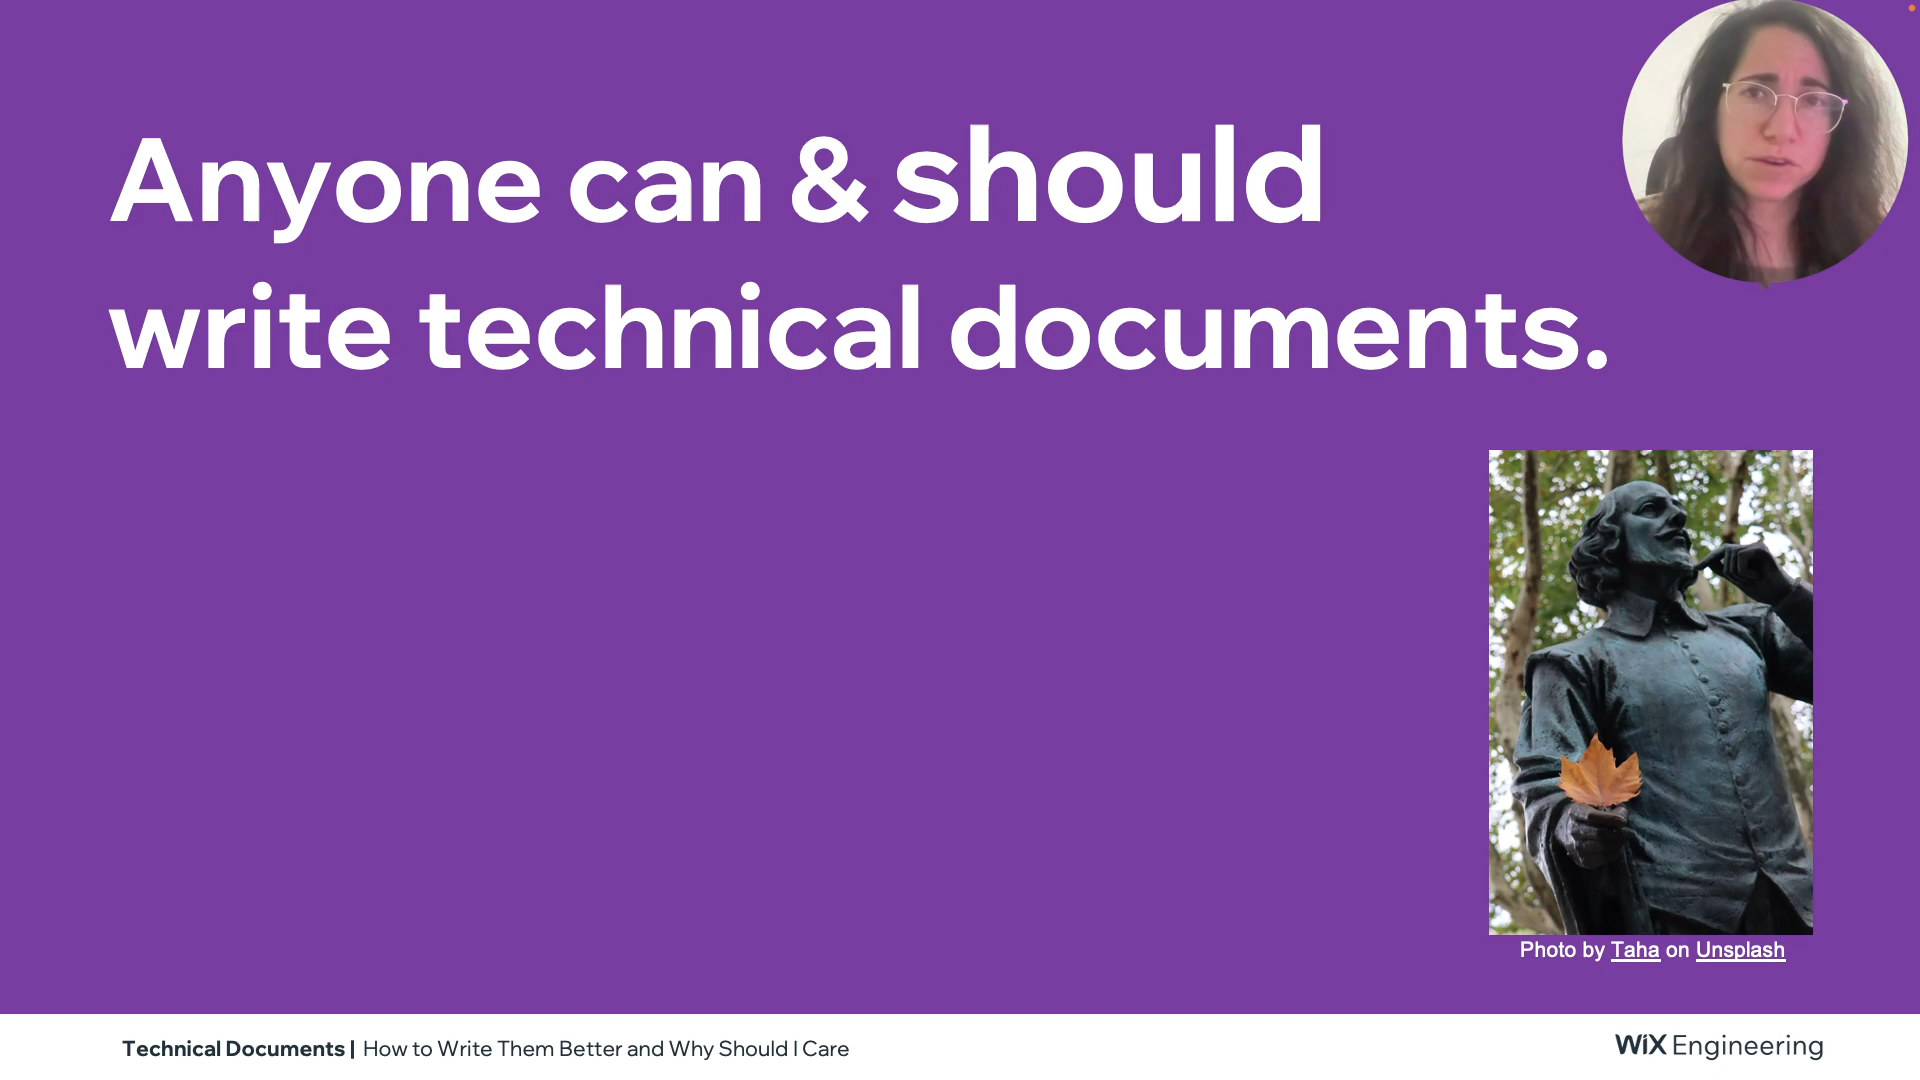 Anyone can & should
write technical documents.
Photo by Taha on Unsplash
Technical Documents | How to Write Them Better and Why Should I Care
WiX Engineering